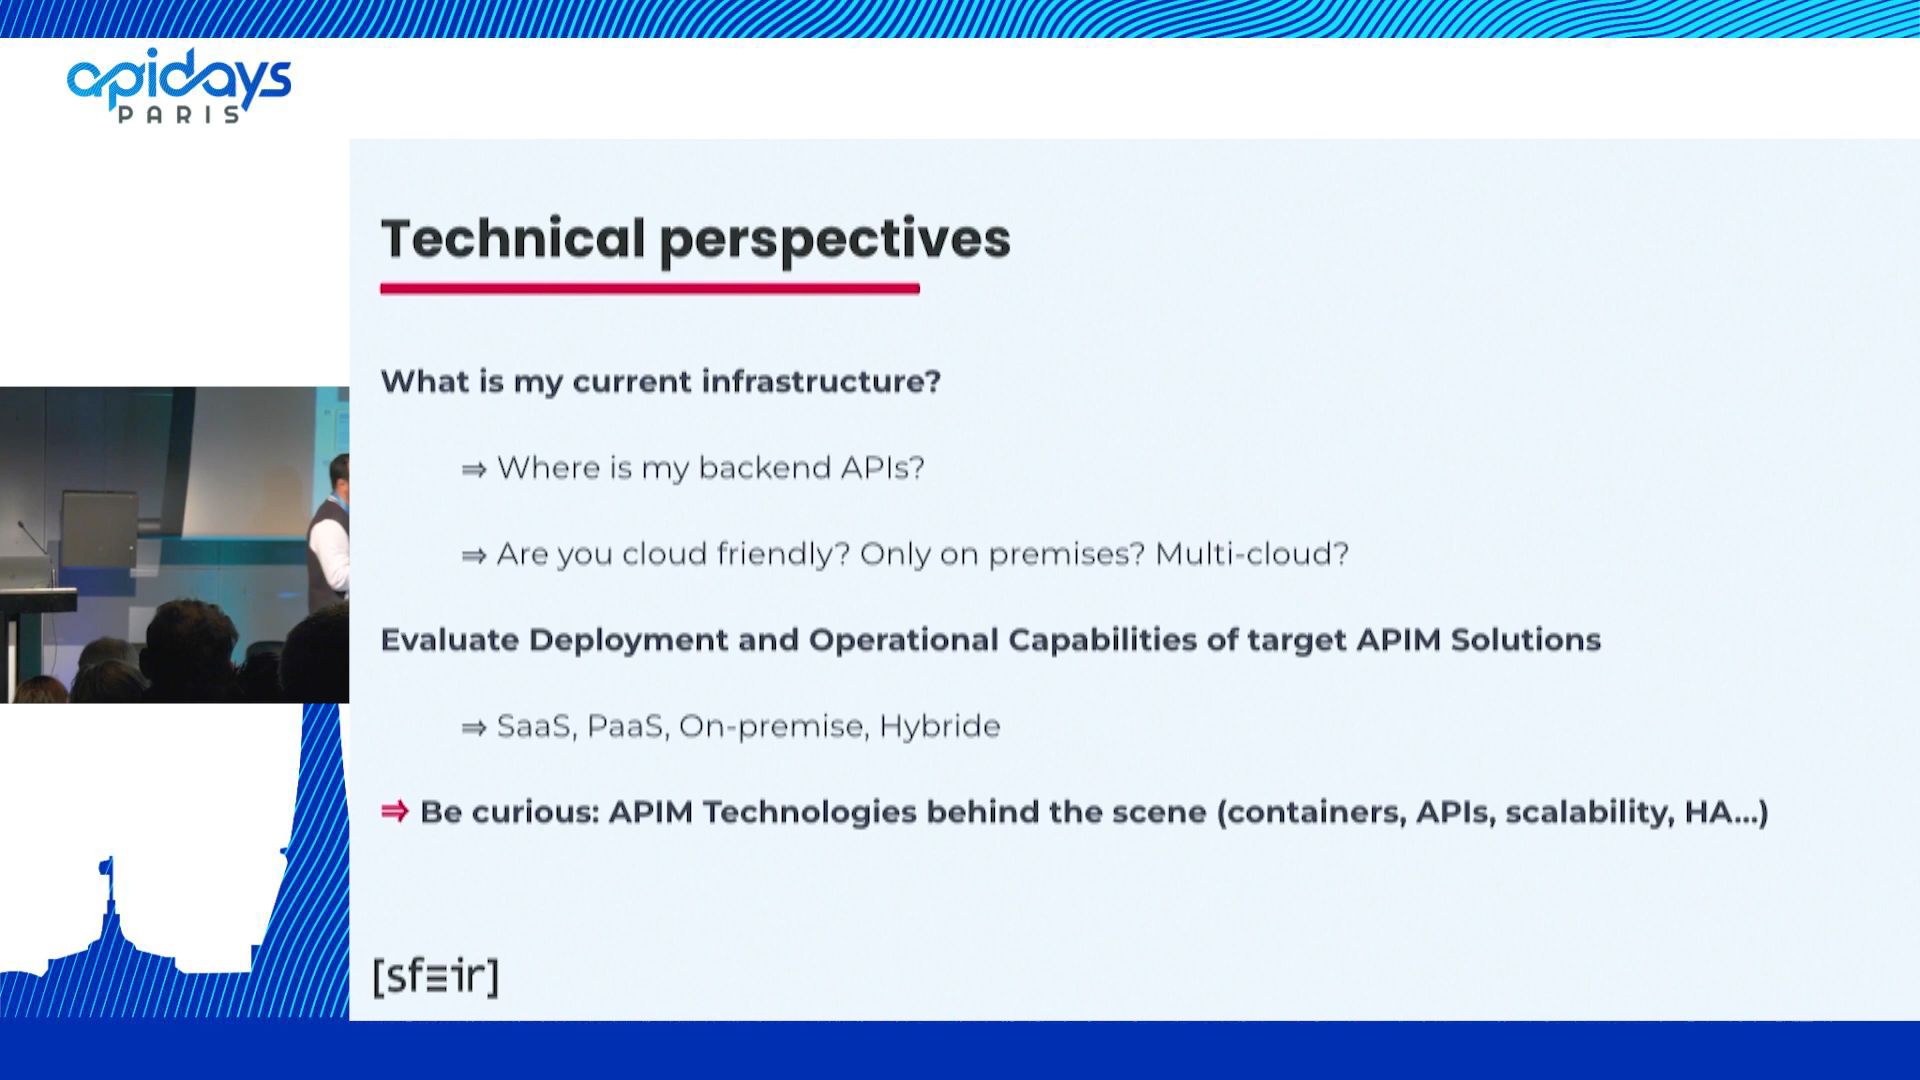 apidays
PARIS
Technical perspectives
What is my current infrastructure?
⇒ Where is my backend APIs?
⇒ Are you cloud friendly? Only on premises? Multi-cloud?
Evaluate Deployment and Operational Capabilities of target APIM Solutions
⇒ SaaS, PaaS, On-premise, Hybride
⇒ Be curious: APIM Technologies behind the scene (containers, APIs, scalability, HA...)
[sfeir]